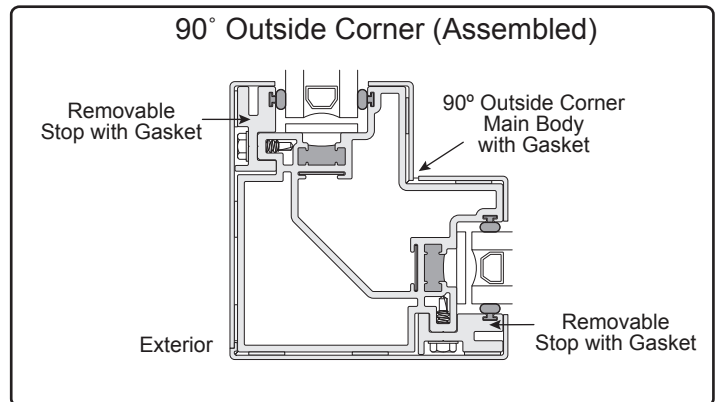 90˚ Outside Corner (Assembled)
Removable
Stop with Gasket
90º Outside Corner
Main Body
with Gasket
Exterior
Removable
Stop with Gasket